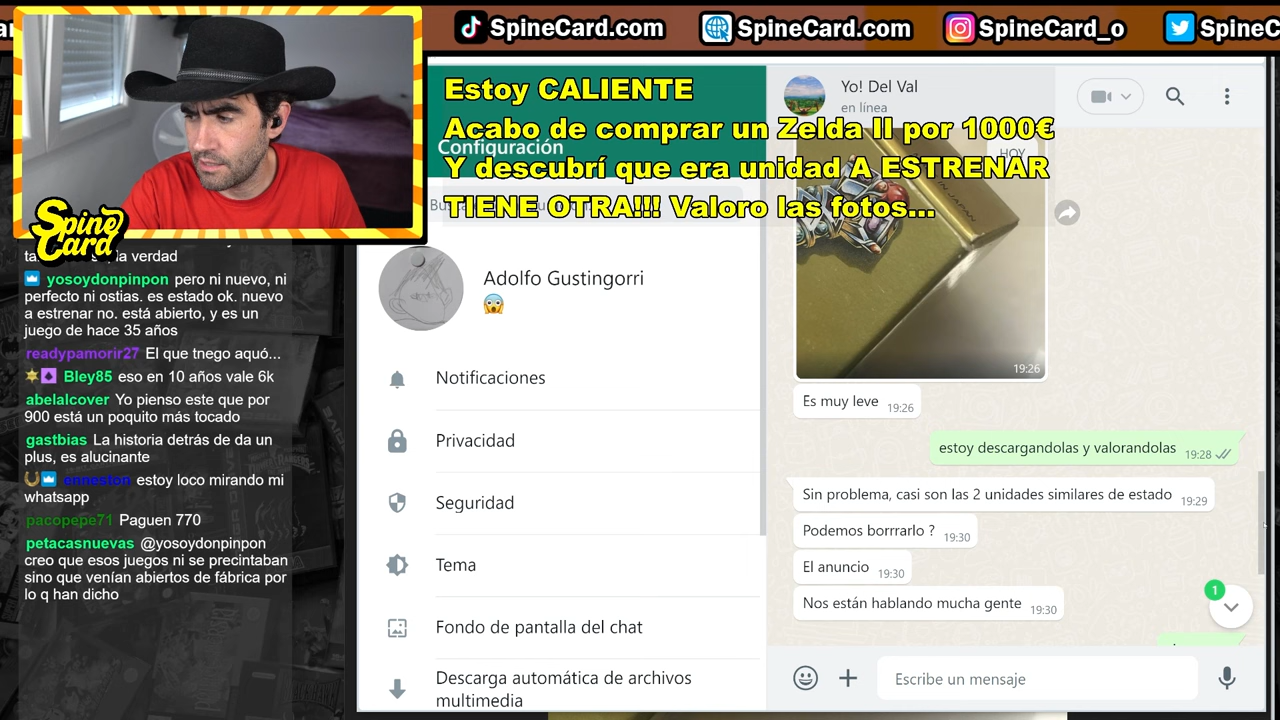 SpineCard.com
SpineCard.com
SpineCard_o
SpineC
Spine
Card
Estoy CALIENTE
Acabo de comprar un Zelda II por 1000€
Y descubrí que era unidad A ESTRENAR
TIENE OTRA!!! Valoro las fotos...
Configuración
la verdad
yosoydonpinpon pero ni nuevo, ni
perfecto ni ostias. es estado ok. nuevo
a estrenar no. está abierto, y es un
juego de hace 35 años
readypamorir27 El que tnego aquó...
Bley85 eso en 10 años vale 6k
abelalcover Yo pienso este que por
900 está un poquito más tocado
gastbias La historia detrás de da un
plus, es alucinante
enneston estoy loco mirando mi
whatsapp
pacopepe71 Paguen 770
petacasnuevas @yosoydonpinpon
creo que esos juegos ni se precintaban
sino que venían abiertos de fábrica por
lo q han dicho
Adolfo Gustingorri
Notificaciones
Privacidad
Seguridad
Tema
Fondo de pantalla del chat
Descarga automática de archivos
multimedia
Yo! Del Val
en línea
HOY
JAPAN
19:26
Es muy leve 19:26
estoy descargandolas y valorandolas 19:28
Sin problema, casi son las 2 unidades similares de estado 19:29
Podemos borrrarlo ? 19:30
El anuncio 19:30
Nos están hablando mucha gente 19:30
1
Escribe un mensaje